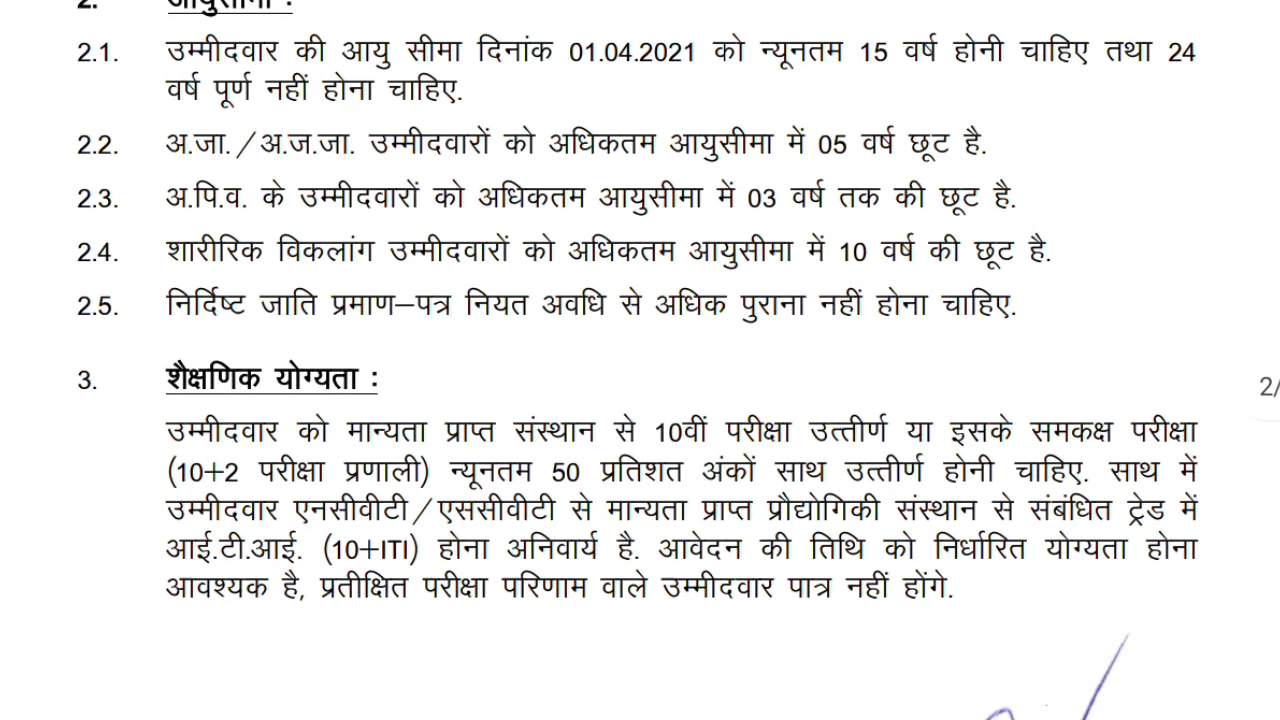 2. आयुसीमा :
2.1. उम्मीदवार की आयु सीमा दिनांक 01.04.2021 को न्यूनतम 15 वर्ष होनी चाहिए तथा 24
वर्ष पूर्ण नहीं होना चाहिए.
2.2. अ.जा./अ.ज.जा. उम्मीदवारों को अधिकतम आयुसीमा में 05 वर्ष छूट है.
2.3. अ.पि.व. के उम्मीदवारों को अधिकतम आयुसीमा में 03 वर्ष तक की छूट है.
2.4. शारीरिक विकलांग उम्मीदवारों को अधिकतम आयुसीमा में 10 वर्ष की छूट है.
2.5. निर्दिष्ट जाति प्रमाण–पत्र नियत अवधि से अधिक पुराना नहीं होना चाहिए.
3. शैक्षणिक योग्यता :
2/
उम्मीदवार को मान्यता प्राप्त संस्थान से 10वीं परीक्षा उत्तीर्ण या इसके समकक्ष परीक्षा
(10+2 परीक्षा प्रणाली) न्यूनतम 50 प्रतिशत अंकों साथ उत्तीर्ण होनी चाहिए. साथ में
उम्मीदवार एनसीवीटी/एससीवीटी से मान्यता प्राप्त प्रौद्योगिकी संस्थान से संबंधित ट्रेड में
आई.टी.आई. (10+ITI) होना अनिवार्य है. आवेदन की तिथि को निर्धारित योग्यता होना
आवश्यक है, प्रतीक्षित परीक्षा परिणाम वाले उम्मीदवार पात्र नहीं होंगे.